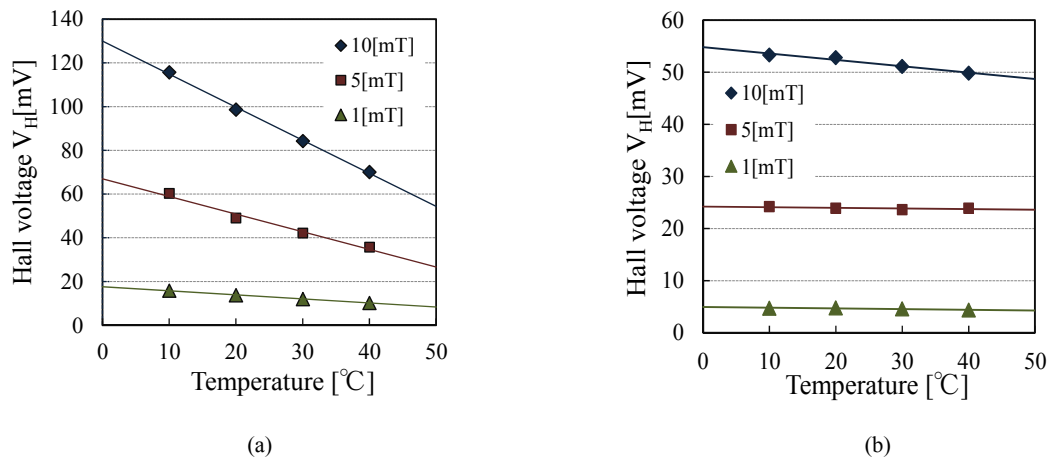 140
120
100
80
60
40
20
0
Hall voltage V_H[mV]
10[mT]
5[mT]
1[mT]
0 10 20 30 40 50
Temperature [℃]
(a)
60
50
40
30
20
10
0
Hall voltage V_H[mV]
10[mT]
5[mT]
1[mT]
0 10 20 30 40 50
Temperature [℃]
(b)